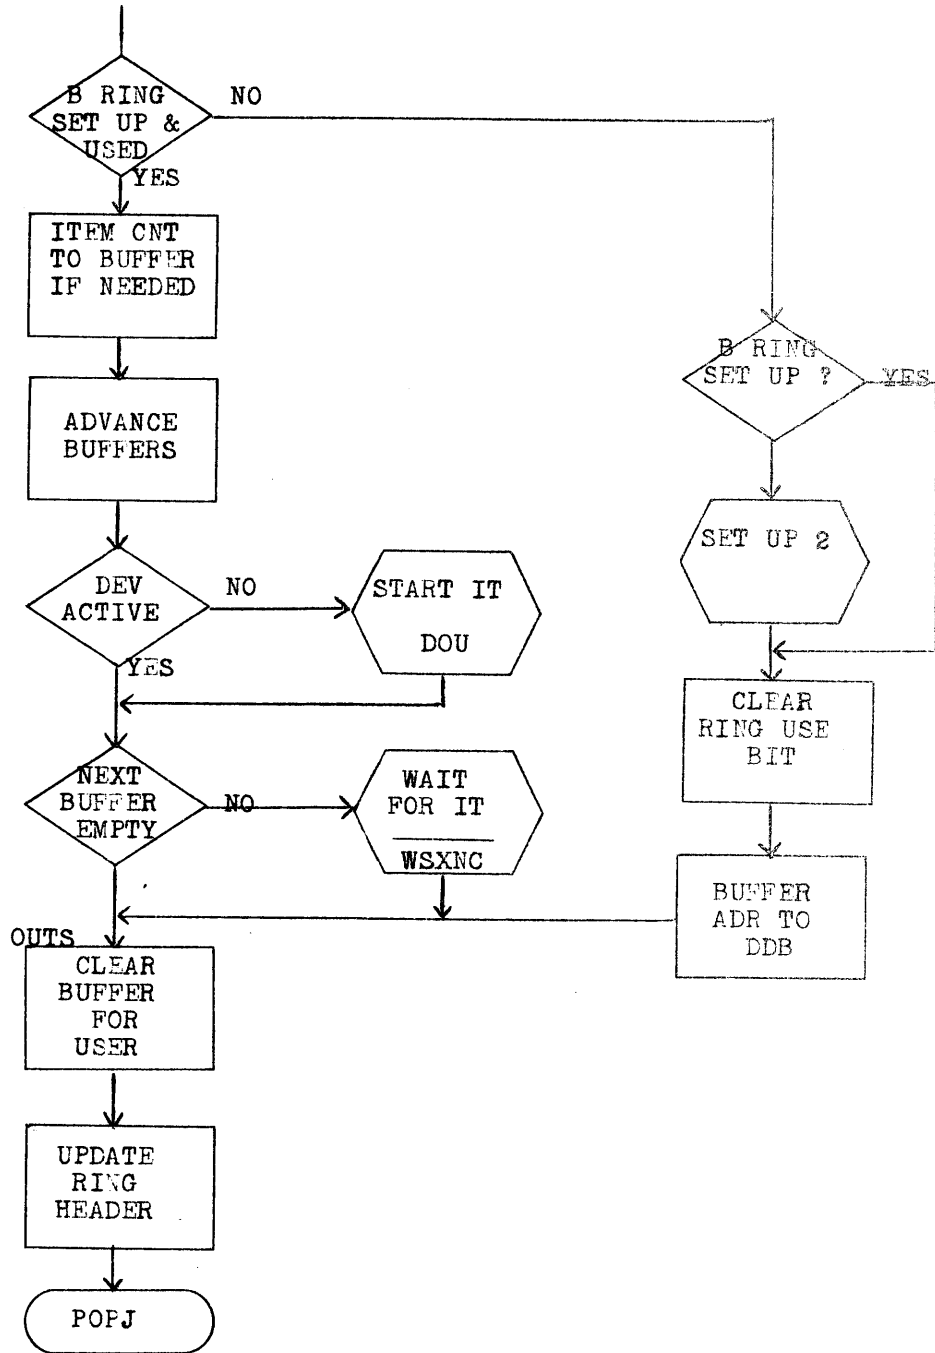 B RING
SET UP &
USED
NO
YES
ITEM CNT
TO BUFFER
IF NEEDED
B RING
SET UP ?
YES
ADVANCE
BUFFERS
SET UP 2
DEV
ACTIVE
NO
START IT
DOU
YES
CLEAR
RING USE
BIT
NEXT
BUFFER
EMPTY
NO
WAIT
FOR IT
WSXNC
BUFFER
ADR TO
DDB
OUTS
CLEAR
BUFFER
FOR
USER
UPDATE
RING
HEADER
POPJ